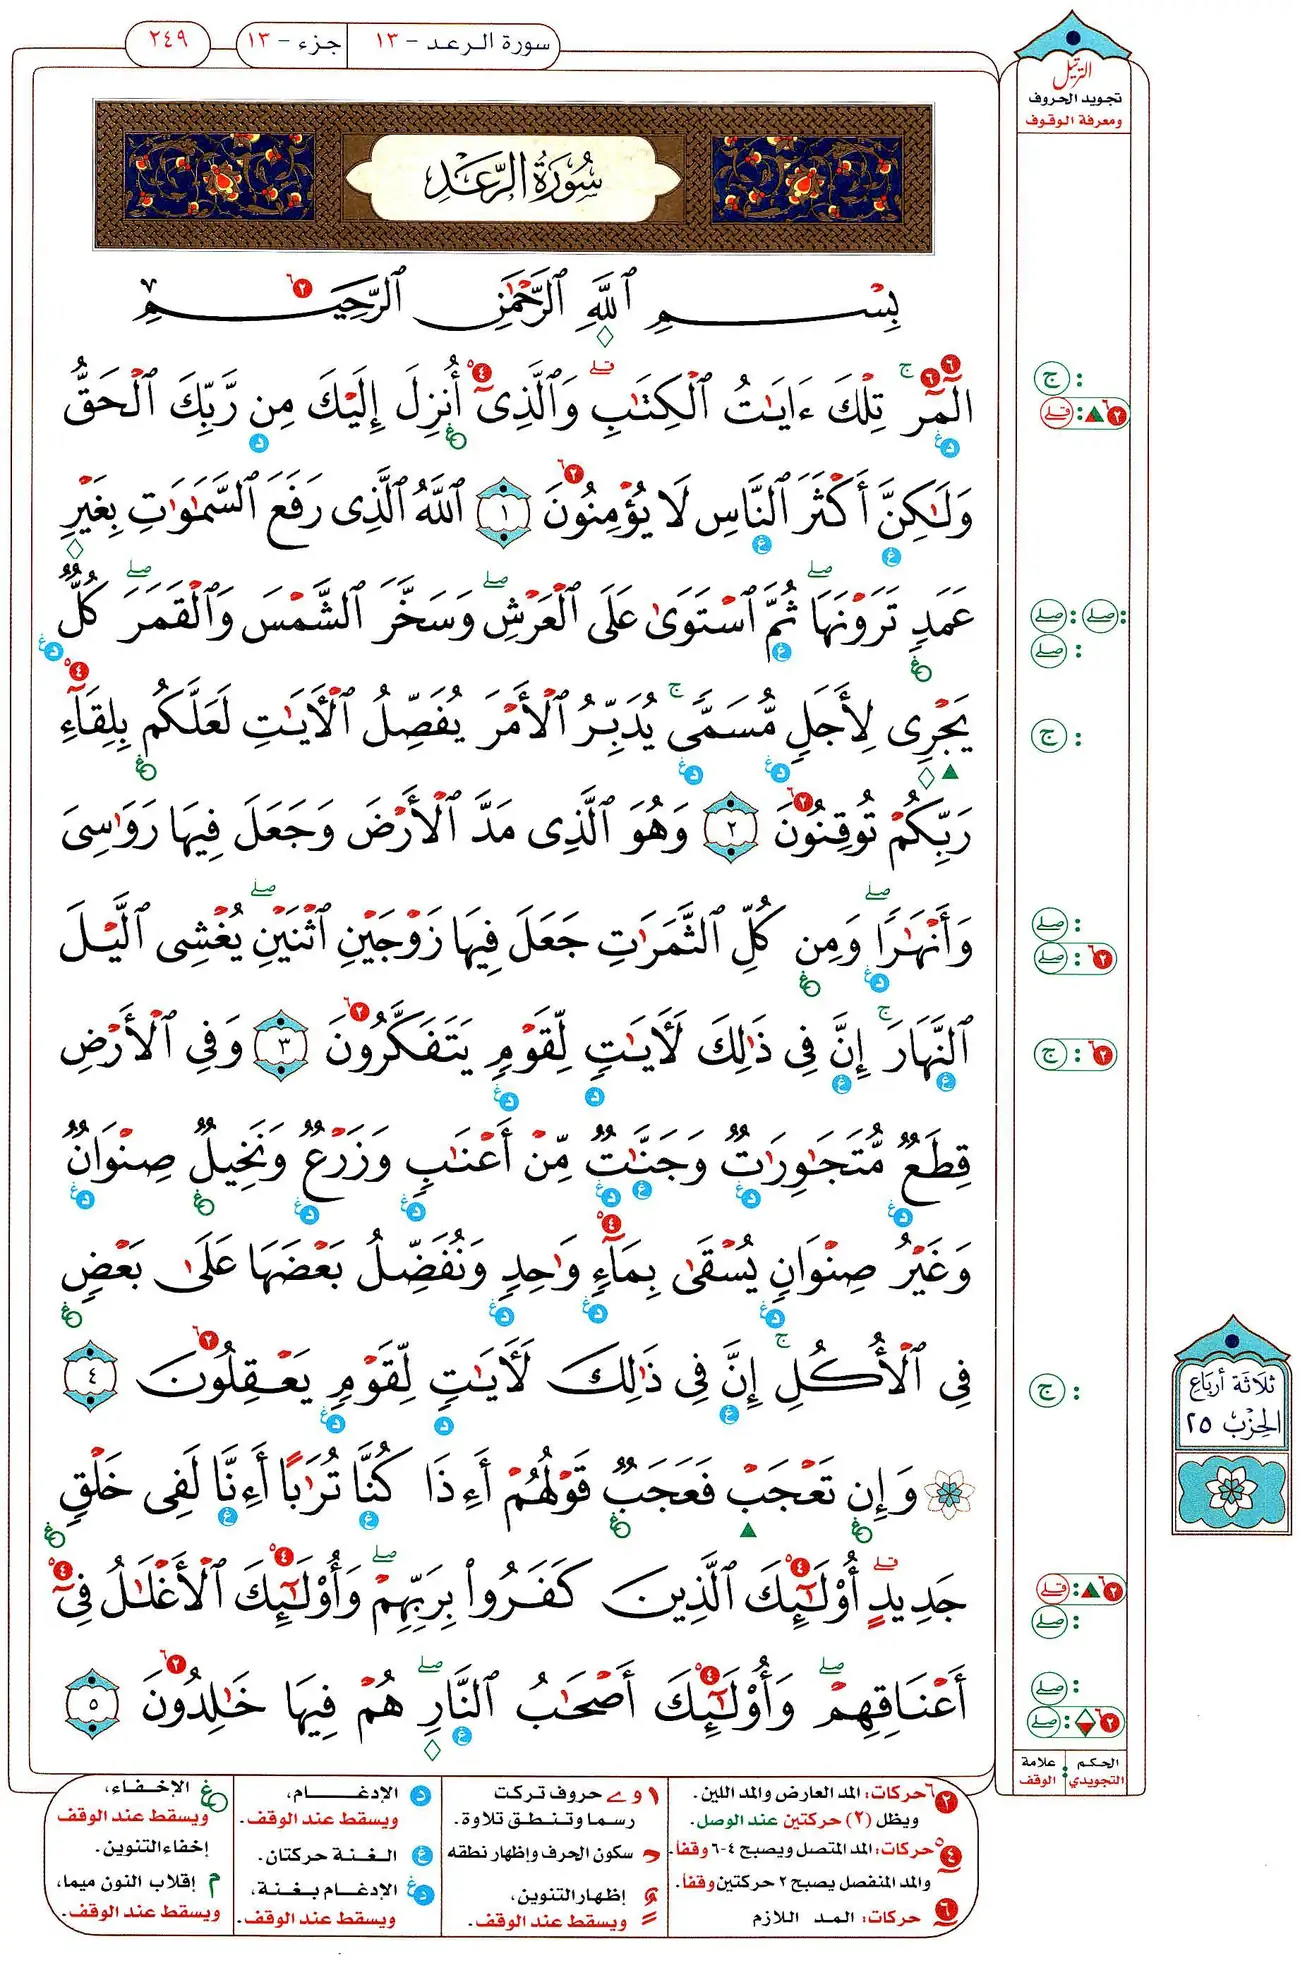 سورة الرعد - ١٣
جزء - ١٣
٢٤٩
الترتيل
تجويد الحروف
ومعرفة الوقوف
سُورَةُ الرَّعْدِ
بِسْمِ ٱللَّهِ ٱلرَّحْمَٰنِ ٱلرَّحِيمِ
الٓمٓر ۚ تِلْكَ ءَايَٰتُ ٱلْكِتَٰبِ ۗ وَٱلَّذِىٓ أُنزِلَ إِلَيْكَ مِن رَّبِّكَ ٱلْحَقُّ
وَلَٰكِنَّ أَكْثَرَ ٱلنَّاسِ لَا يُؤْمِنُونَ ١ ٱللَّهُ ٱلَّذِى رَفَعَ ٱلسَّمَٰوَٰتِ بِغَيْرِ
عَمَدٍ تَرَوْنَهَا ۖ ثُمَّ ٱسْتَوَىٰ عَلَى ٱلْعَرْشِ ۖ وَسَخَّرَ ٱلشَّمْسَ وَٱلْقَمَرَ ۖ كُلٌّ
يَجْرِى لِأَجَلٍ مُّسَمًّى ۚ يُدَبِّرُ ٱلْأَمْرَ يُفَصِّلُ ٱلْأَيَٰتِ لَعَلَّكُم بِلِقَآءِ
رَبِّكُمْ تُوقِنُونَ ٢ وَهُوَ ٱلَّذِى مَدَّ ٱلْأَرْضَ وَجَعَلَ فِيهَا رَوَٰسِىَ
وَأَنْهَٰرًا ۖ وَمِن كُلِّ ٱلثَّمَرَٰتِ جَعَلَ فِيهَا زَوْجَيْنِ ٱثْنَيْنِ ۖ يُغْشِى ٱلَّيْلَ
ٱلنَّهَارَ ۚ إِنَّ فِى ذَٰلِكَ لَأَيَٰتٍ لِّقَوْمٍ يَتَفَكَّرُونَ ٣ وَفِى ٱلْأَرْضِ
قِطَعٌ مُّتَجَٰوِرَٰتٌ وَجَنَّٰتٌ مِّنْ أَعْنَٰبٍ وَزَرْعٌ وَنَخِيلٌ صِنْوَانٌ
وَغَيْرُ صِنْوَانٍ يُسْقَىٰ بِمَآءٍ وَٰحِدٍ وَنُفَضِّلُ بَعْضَهَا عَلَىٰ بَعْضٍ
فِى ٱلْأُكُلِ ۚ إِنَّ فِى ذَٰلِكَ لَأَيَٰتٍ لِّقَوْمٍ يَعْقِلُونَ ٤
وَإِن تَعْجَبْ فَعَجَبٌ قَوْلُهُمْ أَءِذَا كُنَّا تُرَٰبًا أَءِنَّا لَفِى خَلْقٍ
جَدِيدٍ ۗ أُو۟لَٰٓئِكَ ٱلَّذِينَ كَفَرُوا۟ بِرَبِّهِمْ ۖ وَأُو۟لَٰٓئِكَ ٱلْأَغْلَٰلُ فِىٓ
أَعْنَاقِهِمْ ۖ وَأُو۟لَٰٓئِكَ أَصْحَٰبُ ٱلنَّارِ ۖ هُمْ فِيهَا خَٰلِدُونَ ٥
ثلاثة أرباع
الحزب ٢٥
الحكم التجويدي : علامة الوقف
٦ ٢ حركات: المد العارض والمد اللين.
ويظل (٢) حركتين عند الوصل.
٥ ٤ حركات: المد المتصل ويصبح ٤-٦ وقفاً.
والمد المنفصل يصبح ٢ حركتين وقفاً.
٦ حركات: المد اللازم
ا و ے حروف تركت
رسما وتنطق تلاوة.
سكون الحرف وإظهار نطقه
إظهار التنوين،
ويسقط عند الوقف.
د الإدغام،
ويسقط عند الوقف.
غ الغنة حركتان.
د غ الإدغام بغنة،
ويسقط عند الوقف.
غ الإخفاء،
ويسقط عند الوقف
إخفاء التنوين.
م إقلاب النون ميما،
ويسقط عند الوقف.